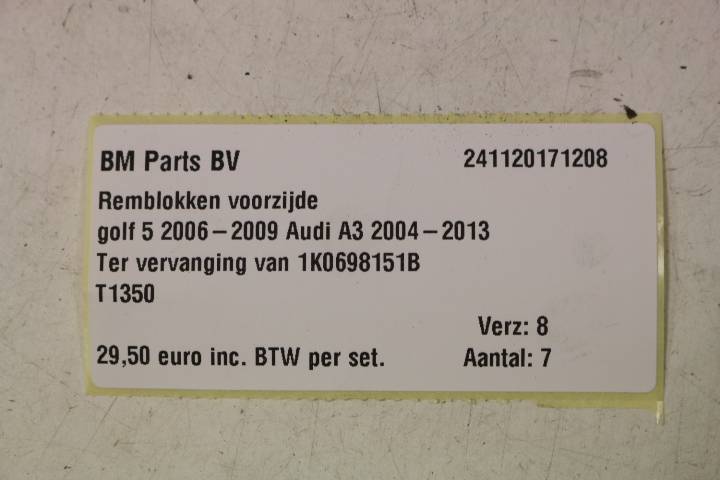 BM Parts BV 241120171208
Remblokken voorzijde
golf 5 2006-2009 Audi A3 2004-2013
Ter vervanging van 1K0698151B
T1350
Verz: 8
29,50 euro inc. BTW per set. Aantal: 7